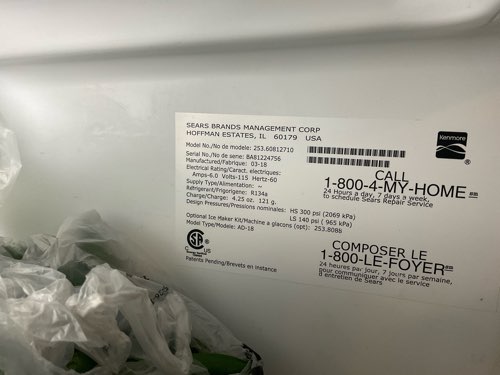 SEARS BRANDS MANAGEMENT CORP
HOFFMAN ESTATES, IL 60179 USA
Kenmore
®
Model No./No de modele: 253.60812710
Serial No./No de serie: BA81224756
Manufactured/Fabrique: 03-18
Electrical Rating/Caract. electriques:
Amps-6.0 Volts-115 Hertz-60
Supply Type/Alimentation: ~
Refrigerant/Frigorigene: R134a
Charge/Charge: 4.25 oz. 121 g.
Design Pressures/Pressions nominales: HS 300 psi (2069 kPa)
LS 140 psi ( 965 kPa)
Optional Ice Maker Kit/Machine a glacons (opt): 253.8088
Model Type/Modele: AD-18
CALL
1-800-4-MY-HOME℠
24 Hours a day, 7 days a week,
to schedule Sears Repair Service
COMPOSER LE
1-800-LE-FOYER
24 heures par jour, 7 jours par semaine,
pour communiquer avec le service
d entretien de Sears
SA
C US
Patents Pending/Brevets en instance